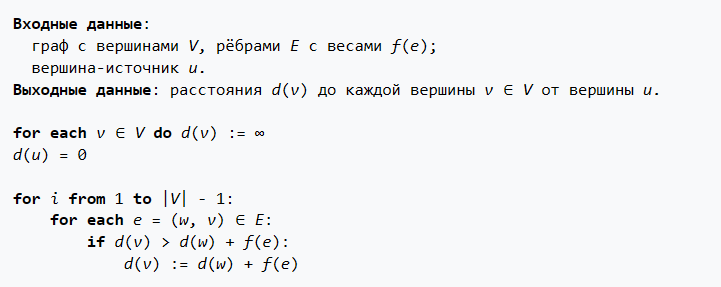 Входные данные:
граф с вершинами V, рёбрами E с весами f(e);
вершина-источник u.
Выходные данные: расстояния d(v) до каждой вершины v ∈ V от вершины u.
for each v ∈ V do d(v) := ∞
d(u) = 0
for i from 1 to |V| - 1:
for each e = (w, v) ∈ E:
if d(v) > d(w) + f(e):
d(v) := d(w) + f(e)